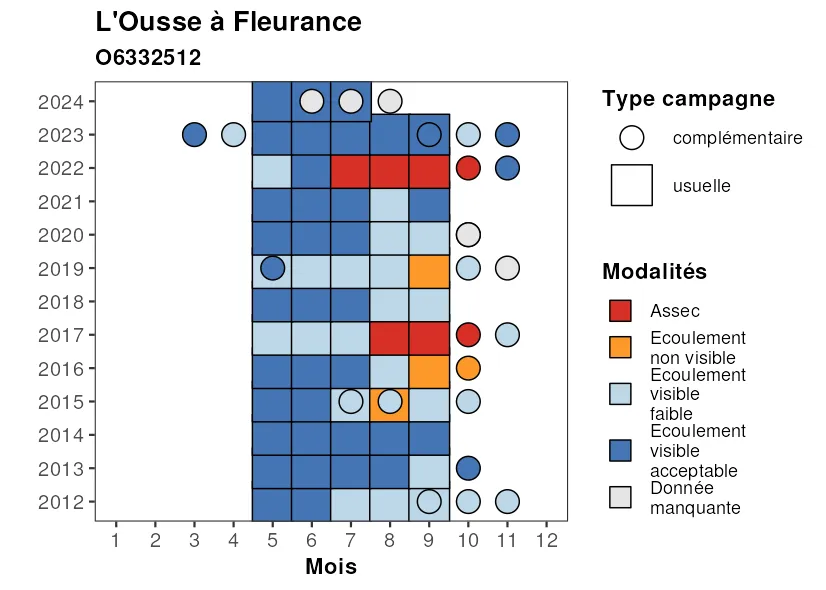 L'Ousse à Fleurance
O6332512
2024
2023
2022
2021
2020
2019
2018
2017
2016
2015
2014
2013
2012
1 2 3 4 5 6 7 8 9 10 11 12
Mois
Type campagne
complémentaire
usuelle
Modalités
Assec
Ecoulement
non visible
Ecoulement
visible
faible
Ecoulement
visible
acceptable
Donnée
manquante